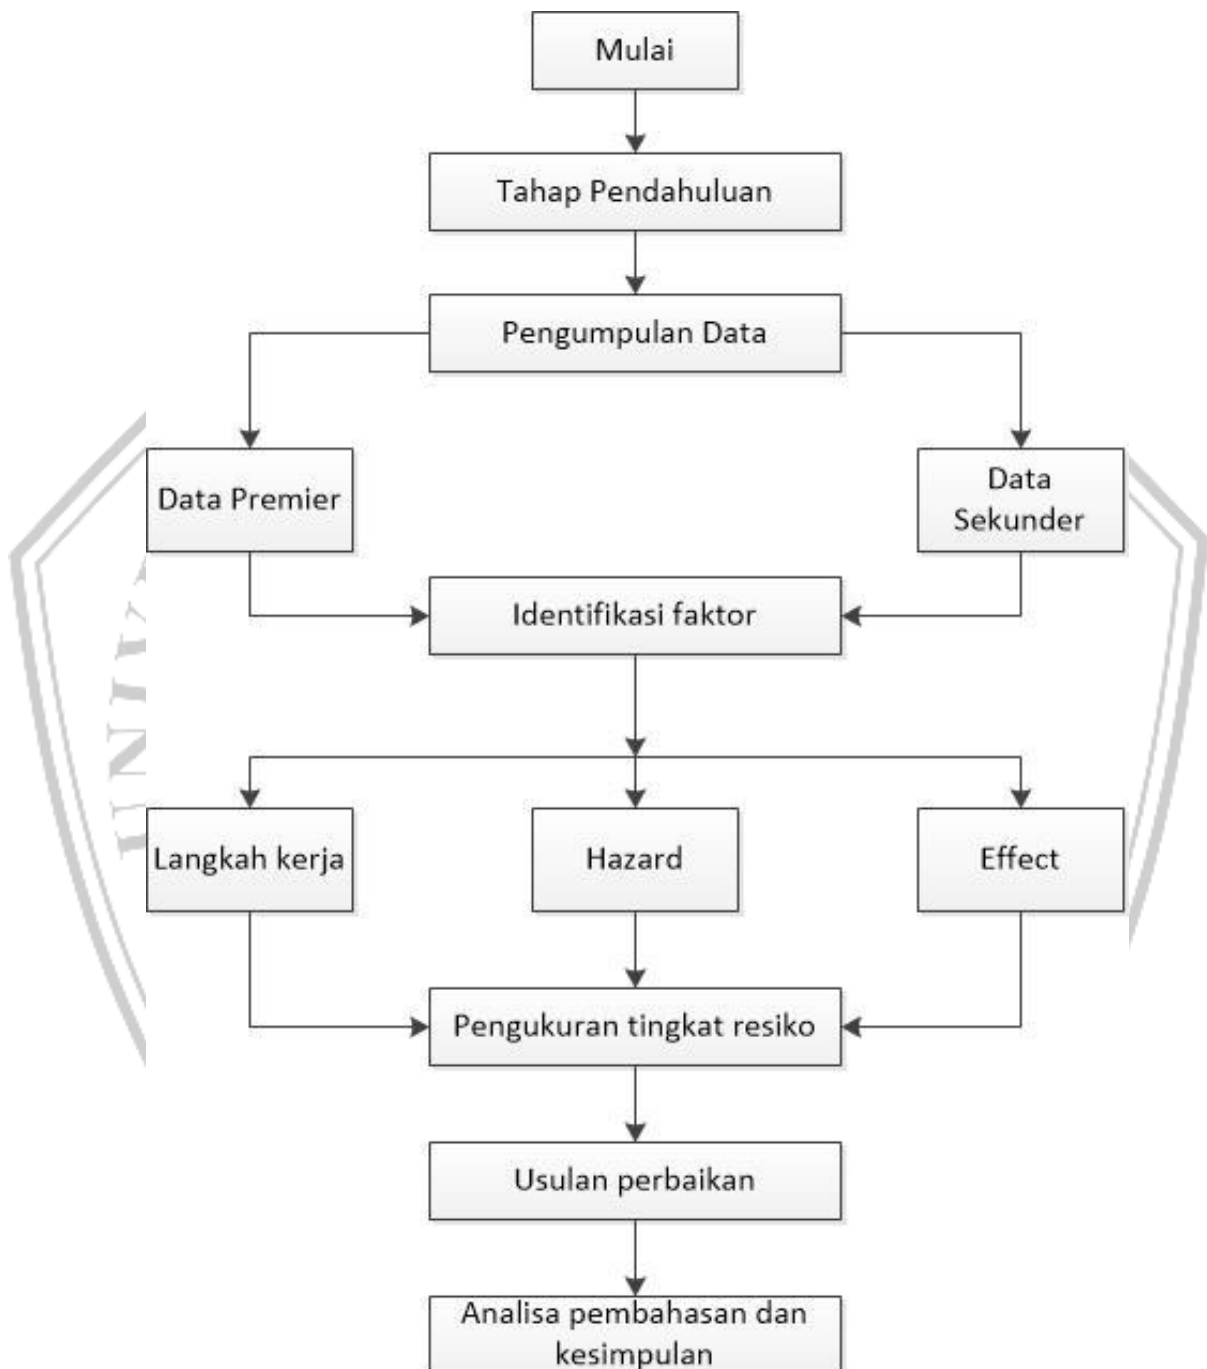 Mulai
Tahap Pendahuluan
Pengumpulan Data
Data Premier
Data
Sekunder
Identifikasi faktor
Langkah kerja
Hazard
Effect
Pengukuran tingkat resiko
Usulan perbaikan
Analisa pembahasan dan
kesimpulan